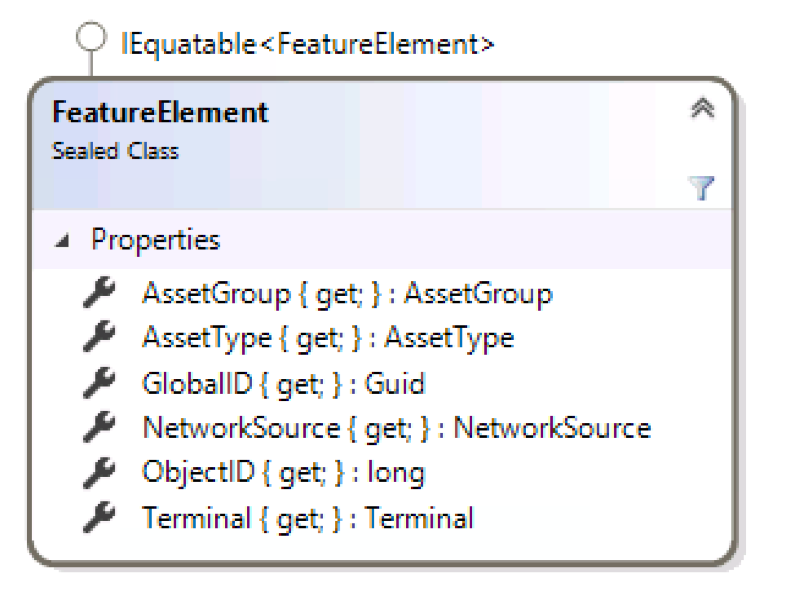 IEquatable<FeatureElement>
FeatureElement
Sealed Class
Properties
AssetGroup { get; } : AssetGroup
AssetType { get; } : AssetType
GlobalID { get; } : Guid
NetworkSource { get; } : NetworkSource
ObjectID { get; } : long
Terminal { get; } : Terminal